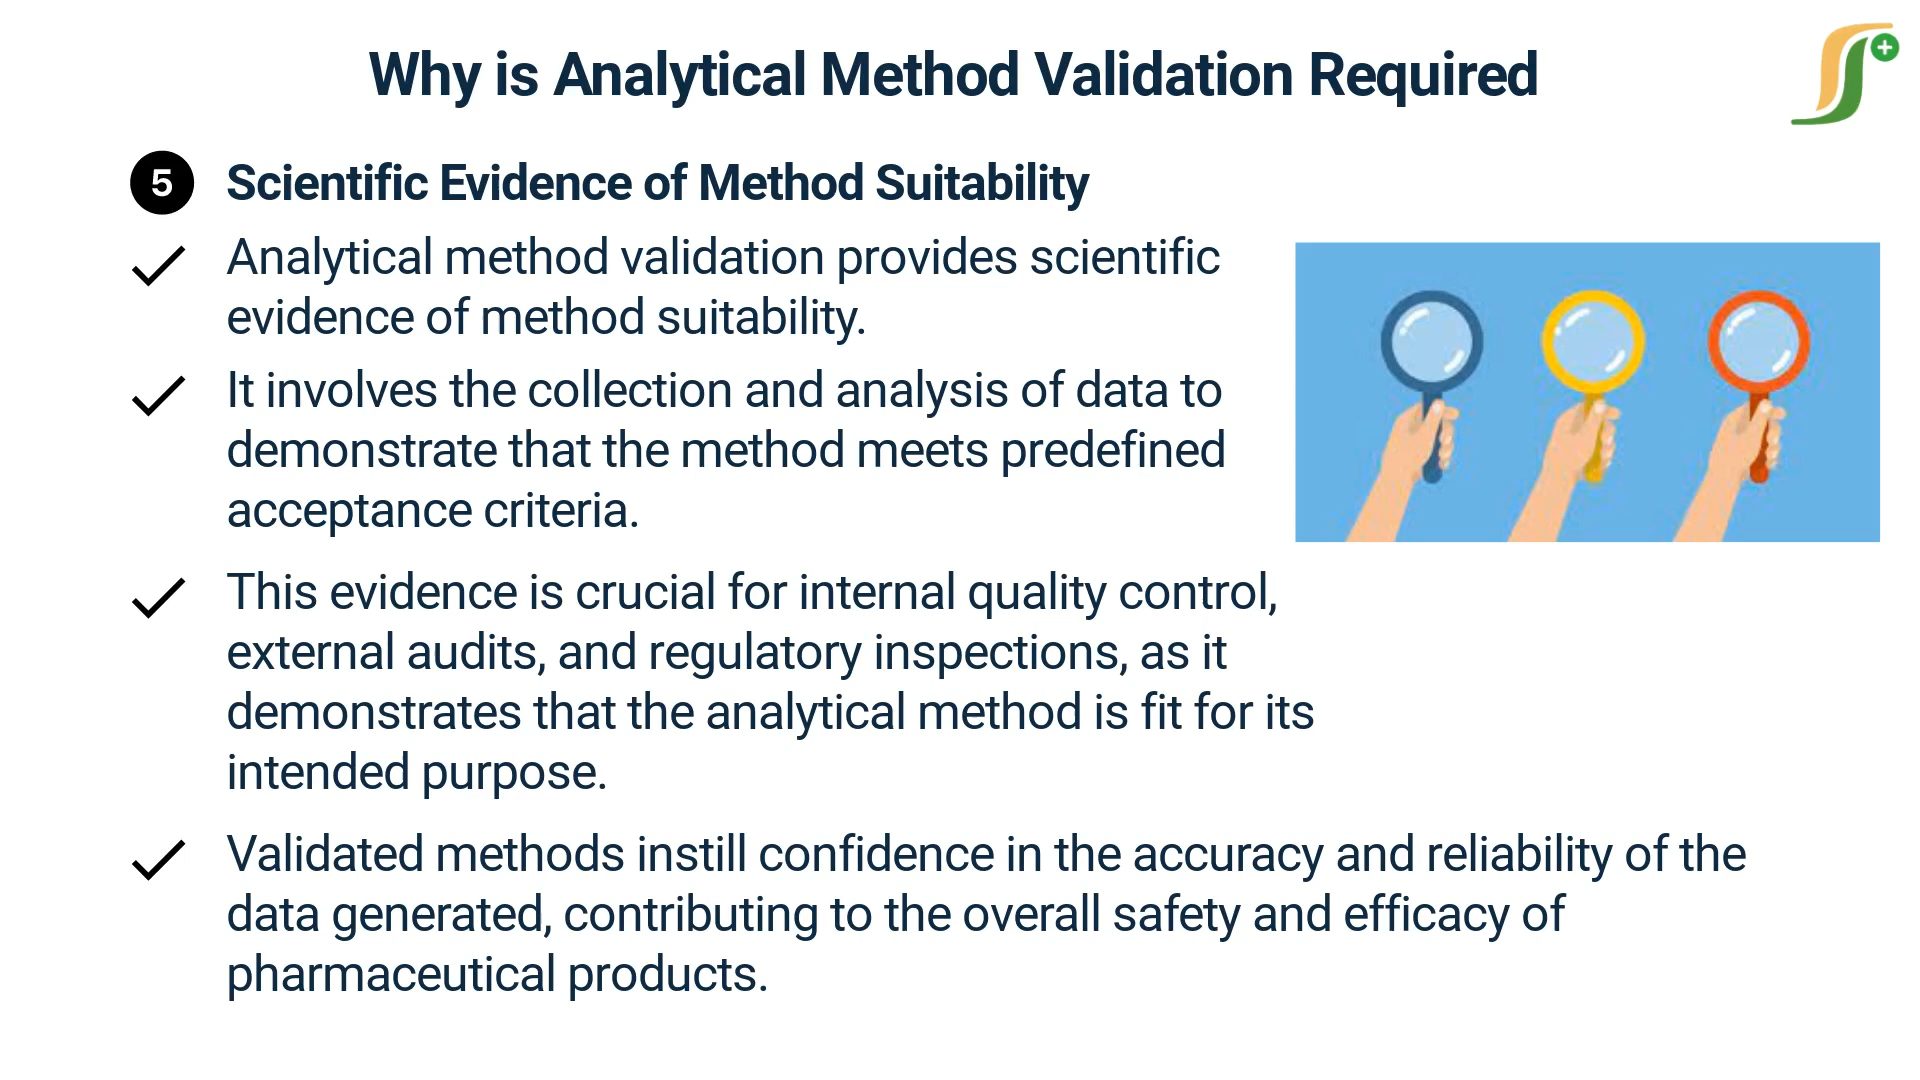 Why is Analytical Method Validation Required
5 Scientific Evidence of Method Suitability
Analytical method validation provides scientific
evidence of method suitability.
It involves the collection and analysis of data to
demonstrate that the method meets predefined
acceptance criteria.
This evidence is crucial for internal quality control,
external audits, and regulatory inspections, as it
demonstrates that the analytical method is fit for its
intended purpose.
Validated methods instill confidence in the accuracy and reliability of the
data generated, contributing to the overall safety and efficacy of
pharmaceutical products.